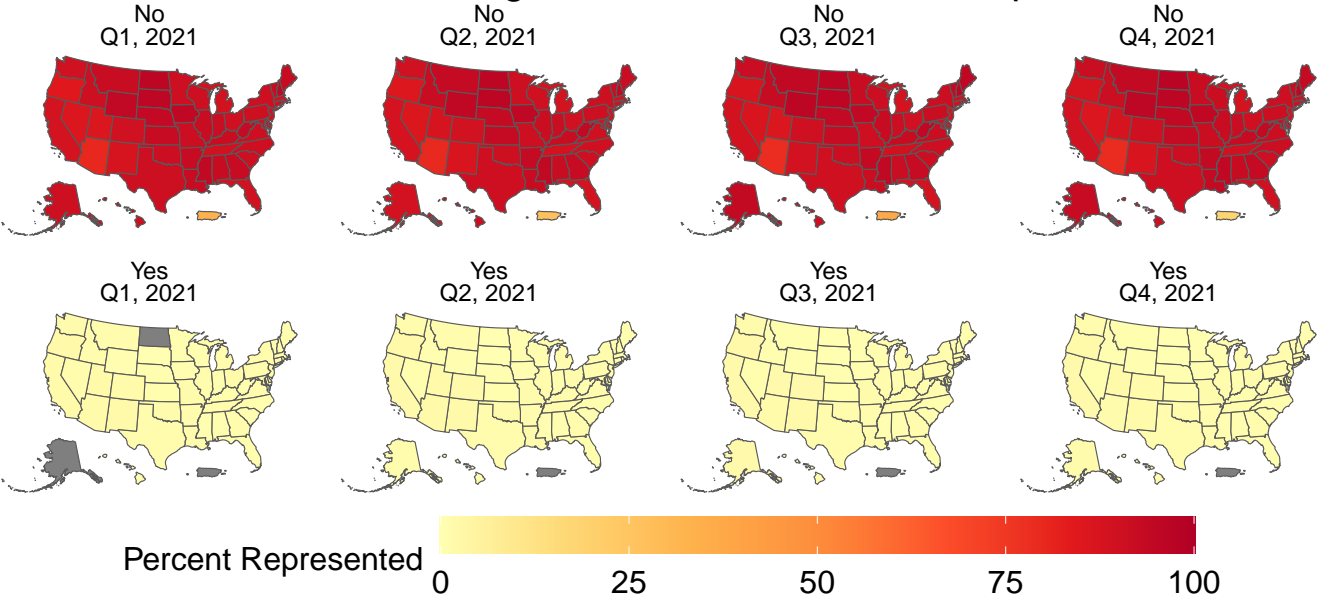 No
Q1, 2021
No
Q2, 2021
No
Q3, 2021
No
Q4, 2021
Yes
Q1, 2021
Yes
Q2, 2021
Yes
Q3, 2021
Yes
Q4, 2021
Percent Represented
0 25 50 75 100